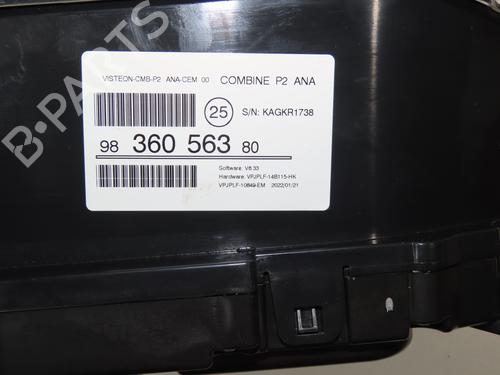 VISTEON-CMB-P2 ANA-CEM 00 COMBINE P2 ANA
25 S/N: KAGKR1738
98 360 563 80
Software: V6.33
Hardware: VPJPLF-14B115-HK
VPJPLF-10849-EM 2022/01/21
B-PARTS